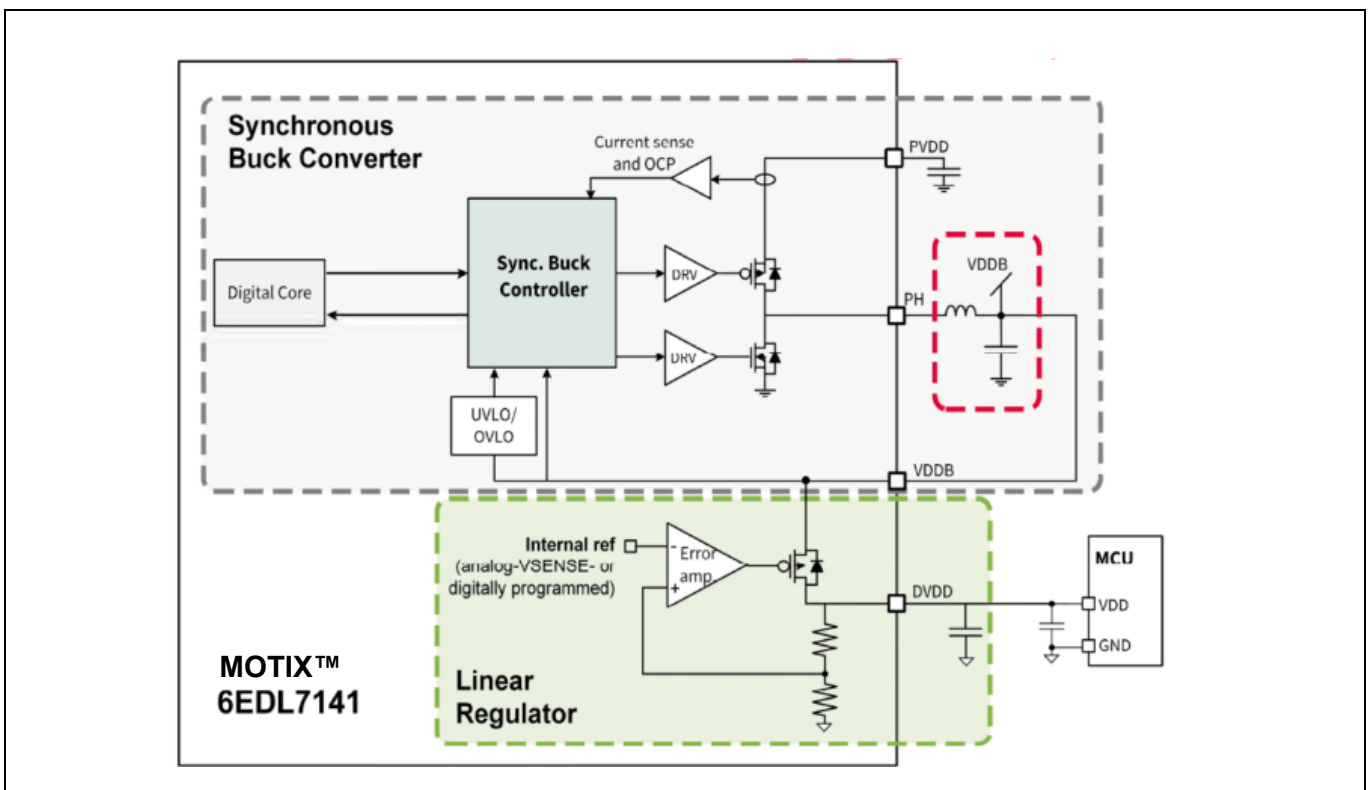 Synchronous
Buck Converter
Current sense
and OCP
PVDD
Digital Core
Sync. Buck
Controller
DRV
VDDB
PH
DRV
UVLO/
OVLO
VDDB
Internal ref
(analog-VSENSE- or
digitally programmed)
-
Error
amp.
+
DVDD
MCU
VDD
GND
MOTIX™
6EDL7141
Linear
Regulator